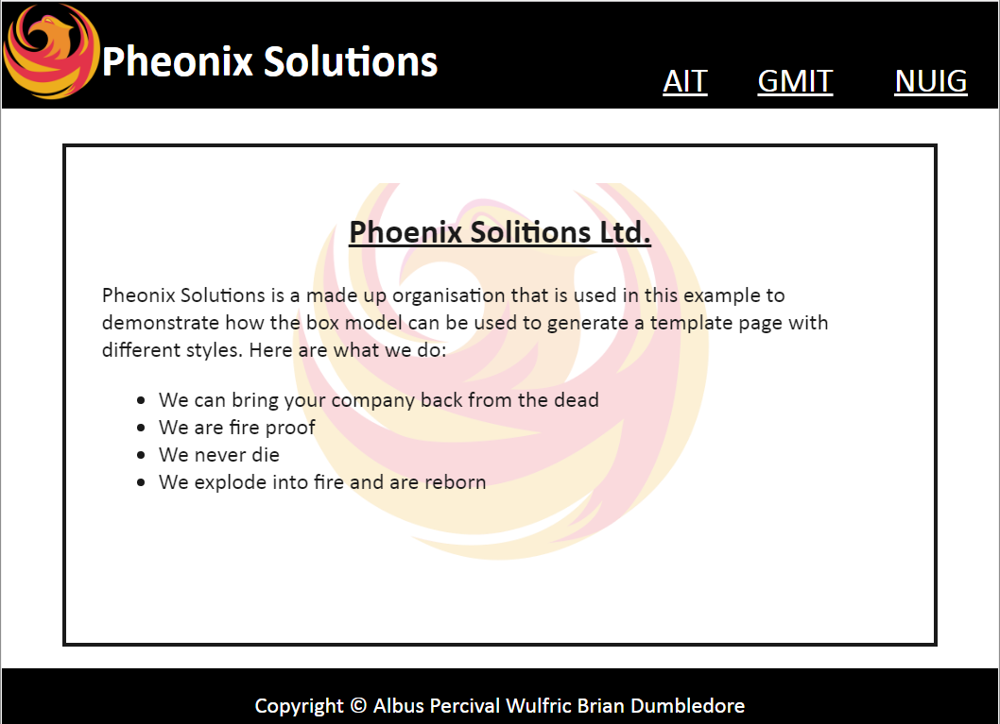 Pheonix Solutions
AIT GMIT NUIG
Phoenix Solitions Ltd.
Pheonix Solutions is a made up organisation that is used in this example to
demonstrate how the box model can be used to generate a template page with
different styles. Here are what we do:
• We can bring your company back from the dead
• We are fire proof
• We never die
• We explode into fire and are reborn
Copyright © Albus Percival Wulfric Brian Dumbledore